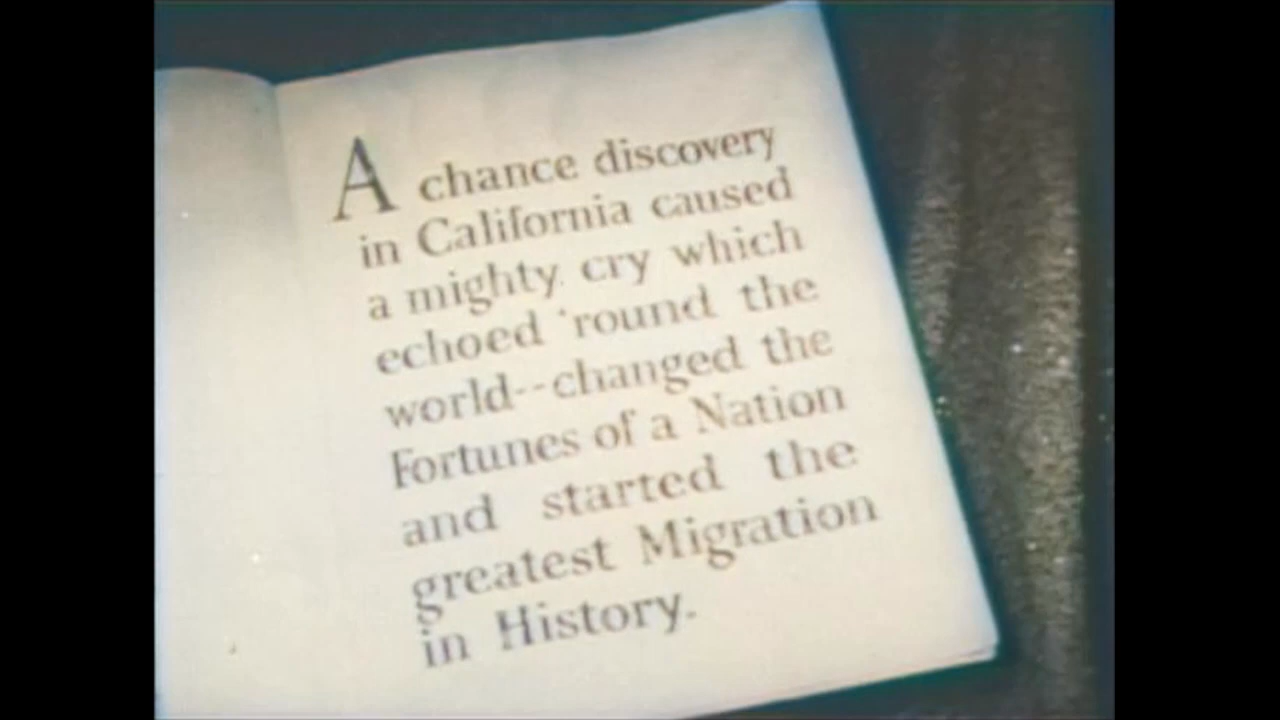 A chance discovery
in California caused
a mighty cry which
echoed 'round the
world--changed the
Fortunes of a Nation
and started the
greatest Migration
in History.